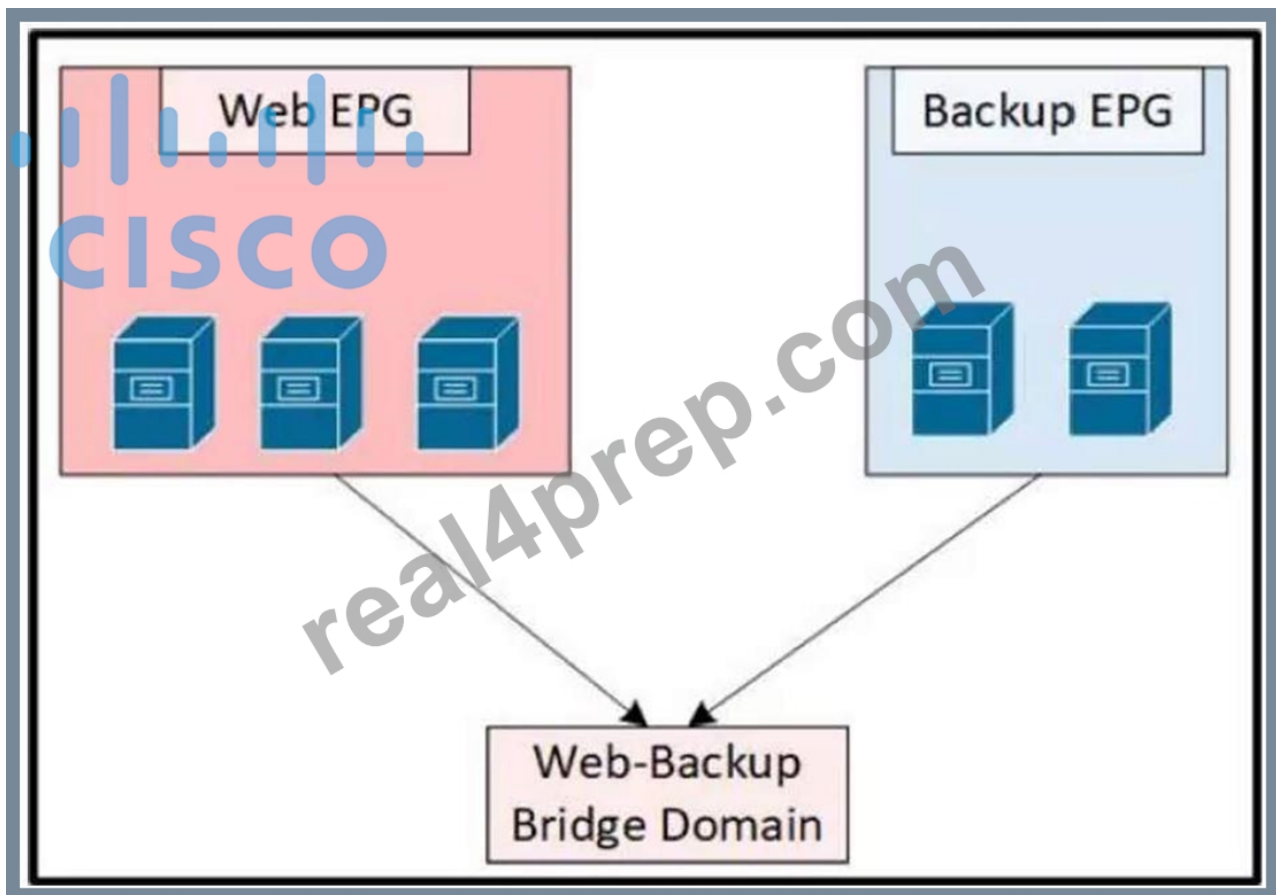 Web EPG
Backup EPG
CISCO
real4prep.com
Web-Backup
Bridge Domain